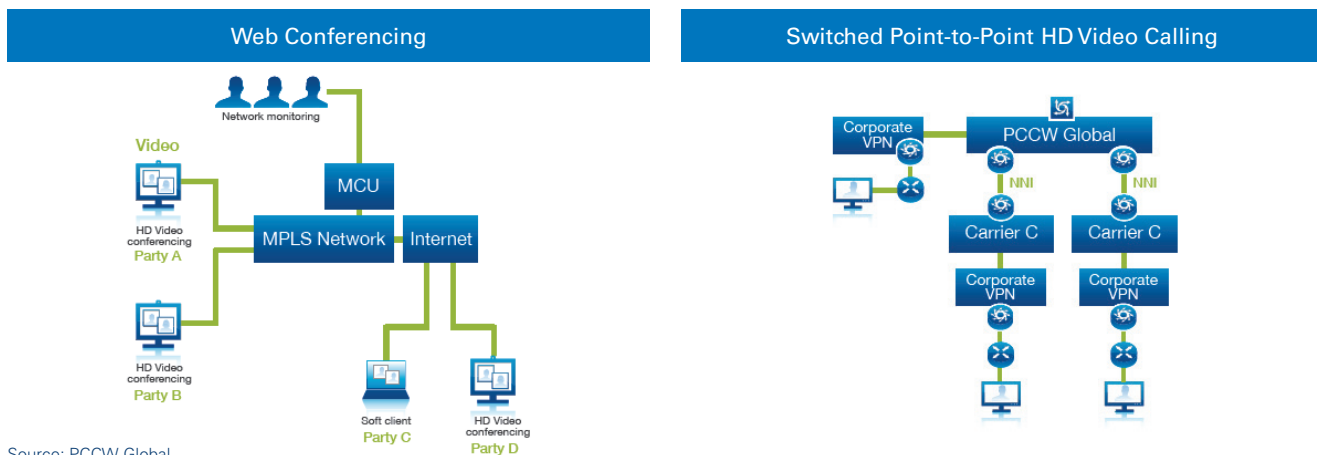 Web Conferencing
Network monitoring
Video
MCU
HD Video
conferencing
Party A
MPLS Network
Internet
HD Video
conferencing
Party B
Soft client
Party C
HD Video
conferencing
Party D
Source: PCCW Global
Switched Point-to-Point HD Video Calling
Corporate
VPN
PCCW Global
NNI
NNI
Carrier C
Carrier C
Corporate
VPN
Corporate
VPN